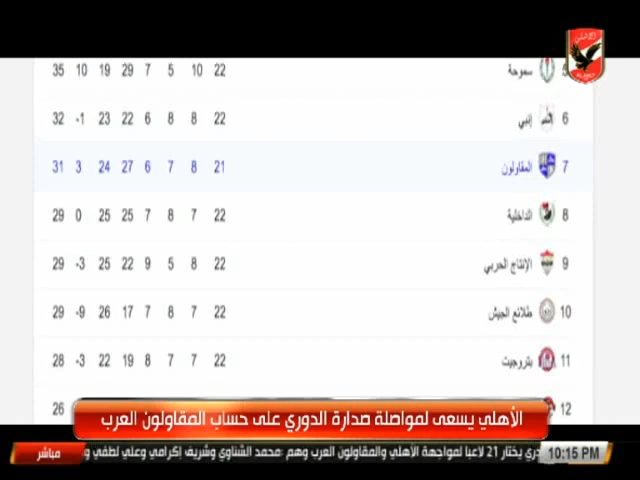 5 سموحة 22 10 5 7 29 19 10 35
6 إنبي 22 8 8 6 22 23 -1 32
7 المقاولون 21 8 7 6 27 24 3 31
8 الداخلية 22 7 8 7 25 25 0 29
9 الإنتاج الحربي 22 8 5 9 22 25 -3 29
10 طلائع الجيش 22 7 8 7 17 26 -9 29
11 بتروجيت 22 7 7 8 19 22 -3 28
12 26
الأهلي يسعى لمواصلة صدارة الدوري على حساب المقاولون العرب
10:15 PM دري يختار 21 لاعبا لمواجهة الأهلي والمقاولون العرب وهم : محمد الشناوي وشريف إكرامي وعلي لطفي و مباشر